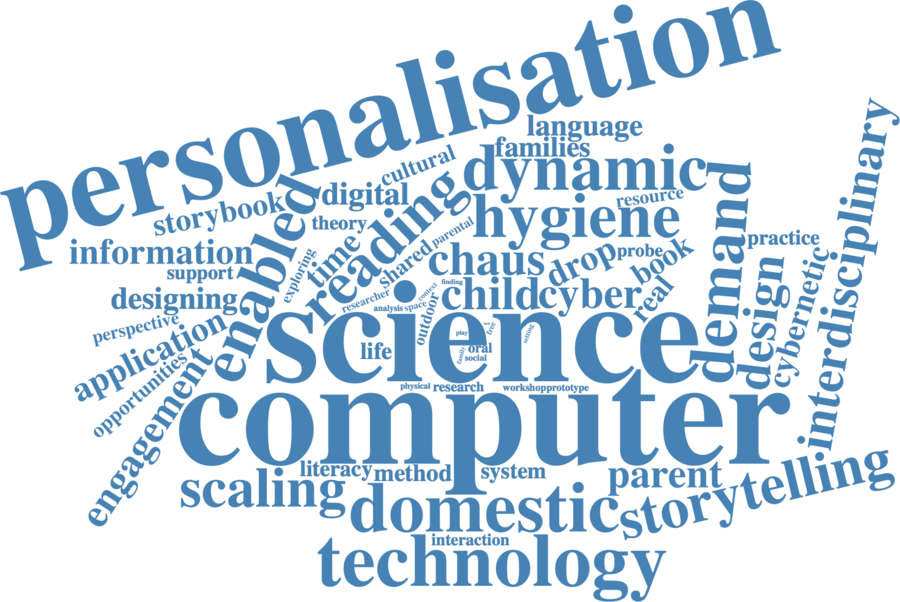 personalisation
language
families
cultural
dynamic
digital
storybook
resource
enabled
reading
theory
hygiene
demand
interdisciplinary
parental
practice
information
time
shared
chaus
drop
probe
book
support
exploring
finding
child
cyber
real
design
cybernetic
designing
researcher
context
analysis
space
outdoor
perspective
application
science
life
play
free
setting
family
oral
social
opportunities
engagement
physical
research
workshop
prototype
computer
literacy
method
system
parent
scaling
domestic
storytelling
interaction
technology